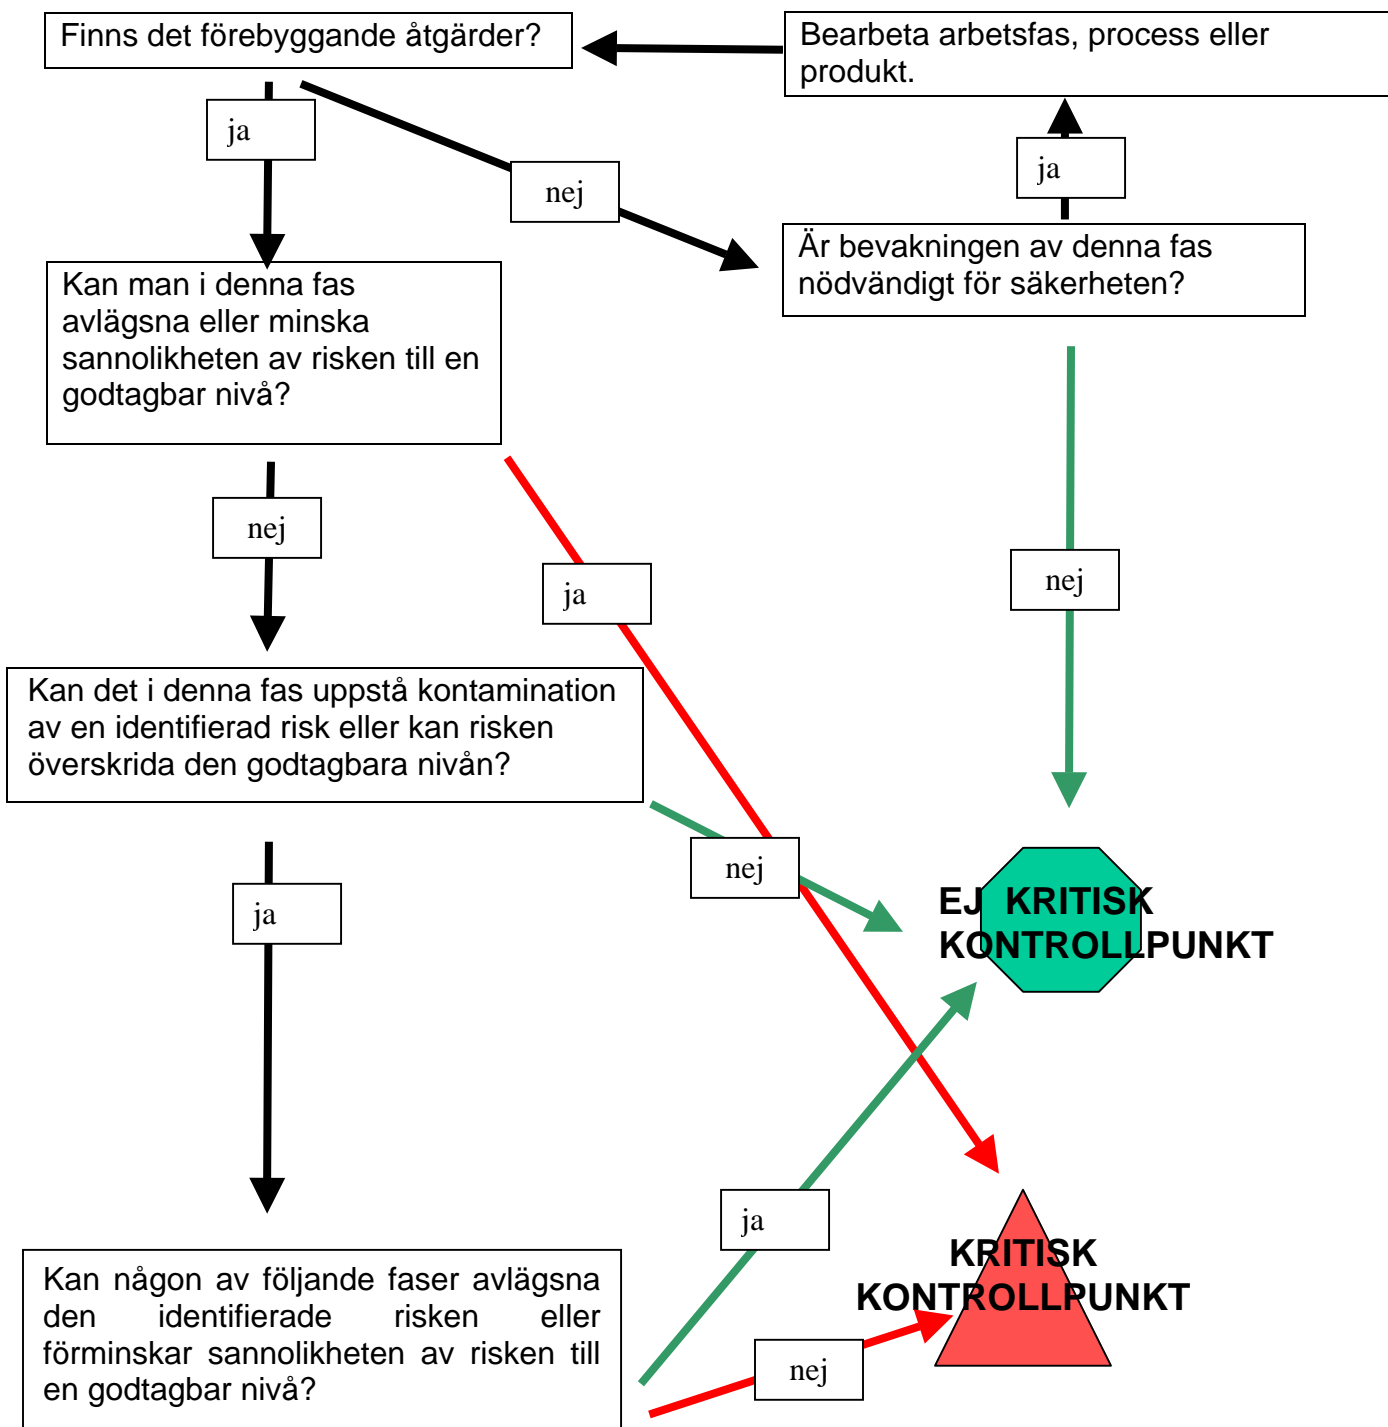 Finns det förebyggande åtgärder?
Bearbeta arbetsfas, process eller
produkt.
ja
nej
ja
Är bevakningen av denna fas
nödvändigt för säkerheten?
Kan man i denna fas
avlägsna eller minska
sannolikheten av risken till en
godtagbar nivå?
nej
ja
nej
Kan det i denna fas uppstå kontamination
av en identifierad risk eller kan risken
överskrida den godtagbara nivån?
nej
ja
EJ KRITISK
KONTROLLPUNKT
ja
KRITISK
KONTROLLPUNKT
Kan någon av följande faser avlägsna
den identifierade risken eller
förminskar sannolikheten av risken till
en godtagbar nivå?
nej